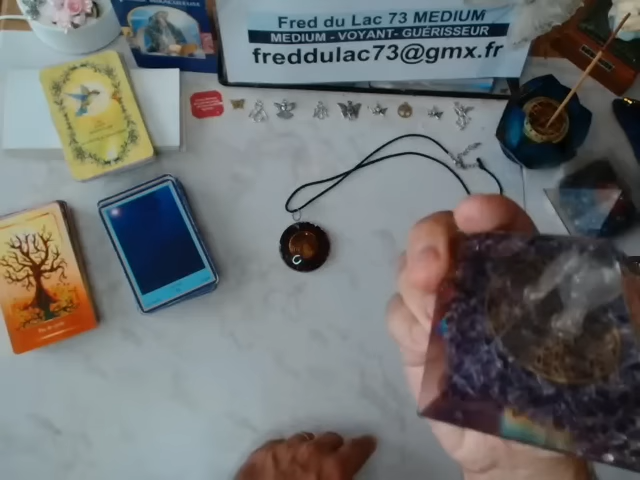 Fred du Lac 73 MEDIUM
MEDIUM - VOYANT- GUÉRISSEUR
freddulac73@gmx.fr